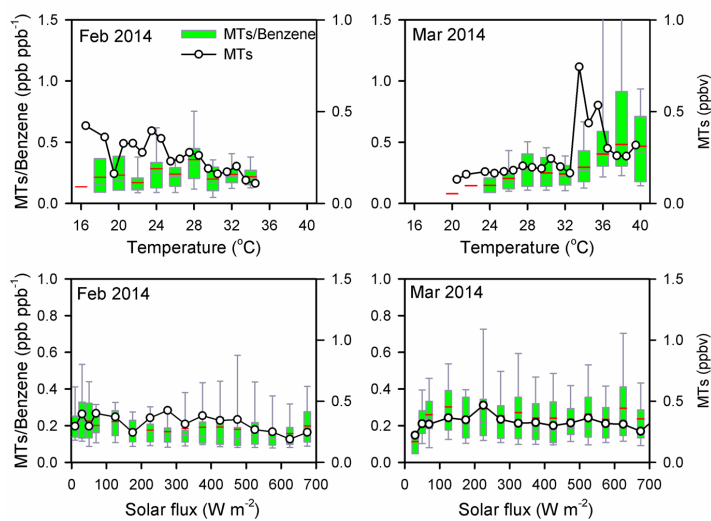 Feb 2014
MTs/Benzene
MTs
Mar 2014
MTs/Benzene (ppb ppb-1)
1.5
1.0
0.5
0.0
1.0
0.5
0.0
1.5
1.0
0.5
0.0
1.0
0.5
0.0
MTs (ppbv)
16 20 24 28 32 36 40
16 20 24 28 32 36 40
Temperature (oC)
Temperature (oC)
Feb 2014
Mar 2014
MTs/Benzene (ppb ppb-1)
1.0
0.8
0.6
0.4
0.2
0.0
1.5
1.0
0.5
0.0
1.0
0.8
0.6
0.4
0.2
0.0
1.5
1.0
0.5
0.0
MTs (ppbv)
0 100 200 300 400 500 600 700
0 100 200 300 400 500 600 700
Solar flux (W m-2)
Solar flux (W m-2)